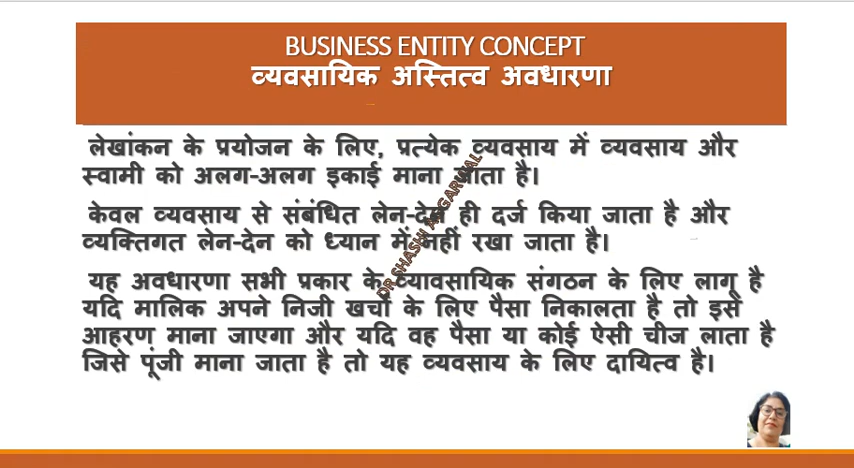 BUSINESS ENTITY CONCEPT
व्यवसायिक अस्तित्व अवधारणा
लेखांकन के प्रयोजन के लिए, प्रत्येक व्यवसाय में व्यवसाय और
स्वामी को अलग-अलग इकाई माना जाता है।
केवल व्यवसाय से संबंधित लेन-देन ही दर्ज किया जाता है और
व्यक्तिगत लेन-देन को ध्यान में नहीं रखा जाता है।
यह अवधारणा सभी प्रकार के व्यावसायिक संगठन के लिए लागू है
यदि मालिक अपने निजी खर्चों के लिए पैसा निकालता है तो इसे
आहरण माना जाएगा और यदि वह पैसा या कोई ऐसी चीज लाता है
जिसे पूंजी माना जाता है तो यह व्यवसाय के लिए दायित्व है।
DR SHASHI AGGARWAL